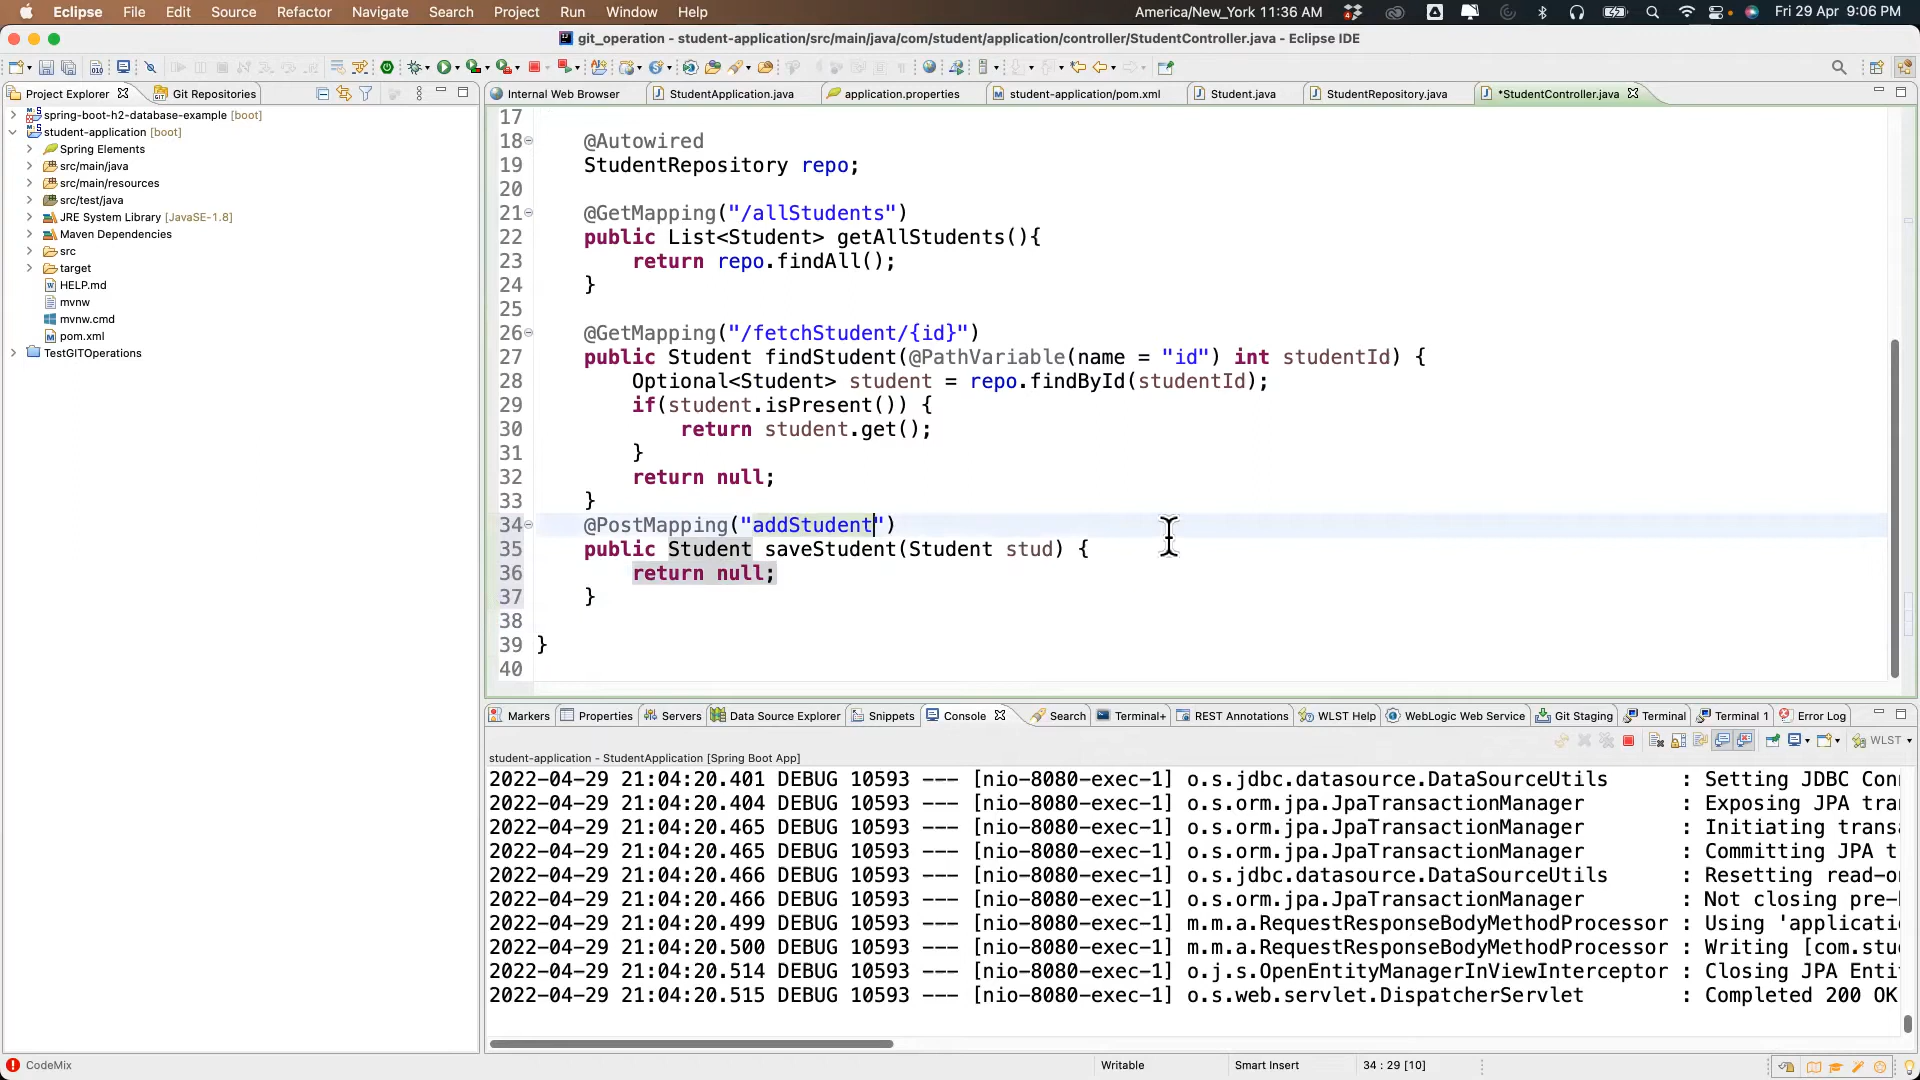 Eclipse File Edit Source Refactor Navigate Search Project Run Window Help America/New_York 11:36 AM Fri 29 Apr 9:06 PM
git_operation - student-application/src/main/java/com/student/application/controller/StudentController.java - Eclipse IDE
Project Explorer Git Repositories
Internal Web Browser StudentApplication.java application.properties student-application/pom.xml Student.java StudentRepository.java *StudentController.java
spring-boot-h2-database-example [boot]
student-application [boot]
Spring Elements
src/main/java
src/main/resources
src/test/java
JRE System Library [JavaSE-1.8]
Maven Dependencies
src
target
HELP.md
mvnw
mvnw.cmd
pom.xml
TestGITOperations
17
18 @Autowired
19 StudentRepository repo;
20
21 @GetMapping("/allStudents")
22 public List<Student> getAllStudents(){
23 return repo.findAll();
24 }
25
26 @GetMapping("/fetchStudent/{id}")
27 public Student findStudent(@PathVariable(name = "id") int studentId) {
28 Optional<Student> student = repo.findById(studentId);
29 if(student.isPresent()) {
30 return student.get();
31 }
32 return null;
33 }
34 @PostMapping("addStudent")
35 public Student saveStudent(Student stud) {
36 return null;
37 }
38
39 }
40
Markers Properties Servers Data Source Explorer Snippets Console Search Terminal+ REST Annotations WLST Help WebLogic Web Service Git Staging Terminal Terminal 1 Error Log
WLST
student-application - StudentApplication [Spring Boot App]
2022-04-29 21:04:20.401 DEBUG 10593 --- [nio-8080-exec-1] o.s.jdbc.datasource.DataSourceUtils : Setting JDBC Con
2022-04-29 21:04:20.404 DEBUG 10593 --- [nio-8080-exec-1] o.s.orm.jpa.JpaTransactionManager : Exposing JPA tra
2022-04-29 21:04:20.465 DEBUG 10593 --- [nio-8080-exec-1] o.s.orm.jpa.JpaTransactionManager : Initiating transa
2022-04-29 21:04:20.465 DEBUG 10593 --- [nio-8080-exec-1] o.s.orm.jpa.JpaTransactionManager : Committing JPA t
2022-04-29 21:04:20.466 DEBUG 10593 --- [nio-8080-exec-1] o.s.jdbc.datasource.DataSourceUtils : Resetting read-o
2022-04-29 21:04:20.466 DEBUG 10593 --- [nio-8080-exec-1] o.s.orm.jpa.JpaTransactionManager : Not closing pre-
2022-04-29 21:04:20.499 DEBUG 10593 --- [nio-8080-exec-1] m.m.a.RequestResponseBodyMethodProcessor : Using 'applicati
2022-04-29 21:04:20.500 DEBUG 10593 --- [nio-8080-exec-1] m.m.a.RequestResponseBodyMethodProcessor : Writing [com.stu
2022-04-29 21:04:20.514 DEBUG 10593 --- [nio-8080-exec-1] o.j.s.OpenEntityManagerInViewInterceptor : Closing JPA Enti
2022-04-29 21:04:20.515 DEBUG 10593 --- [nio-8080-exec-1] o.s.web.servlet.DispatcherServlet : Completed 200 OK
CodeMix Writable Smart Insert 34 : 29 [10]